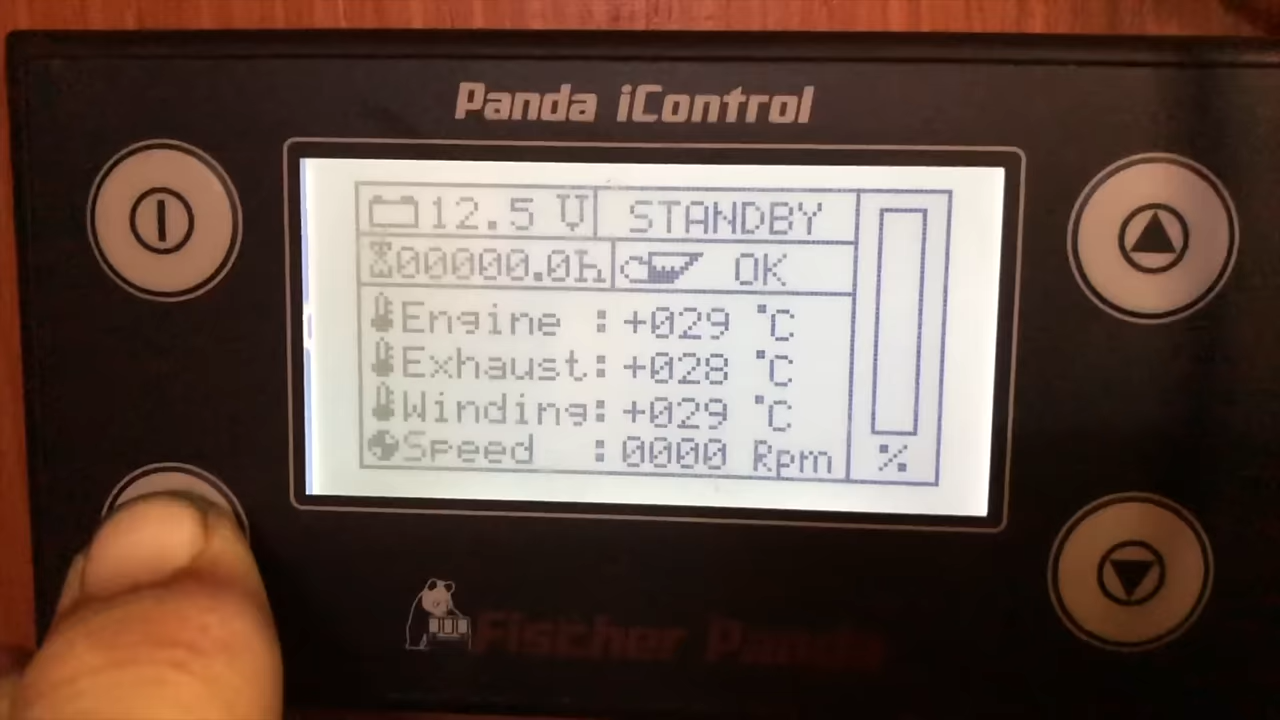 Panda iControl
12.5 V STANDBY
00000.0h OK
Engine : +029 °C
Exhaust: +028 °C
Winding: +029 °C
Speed : 0000 Rpm
%
Fischer Panda